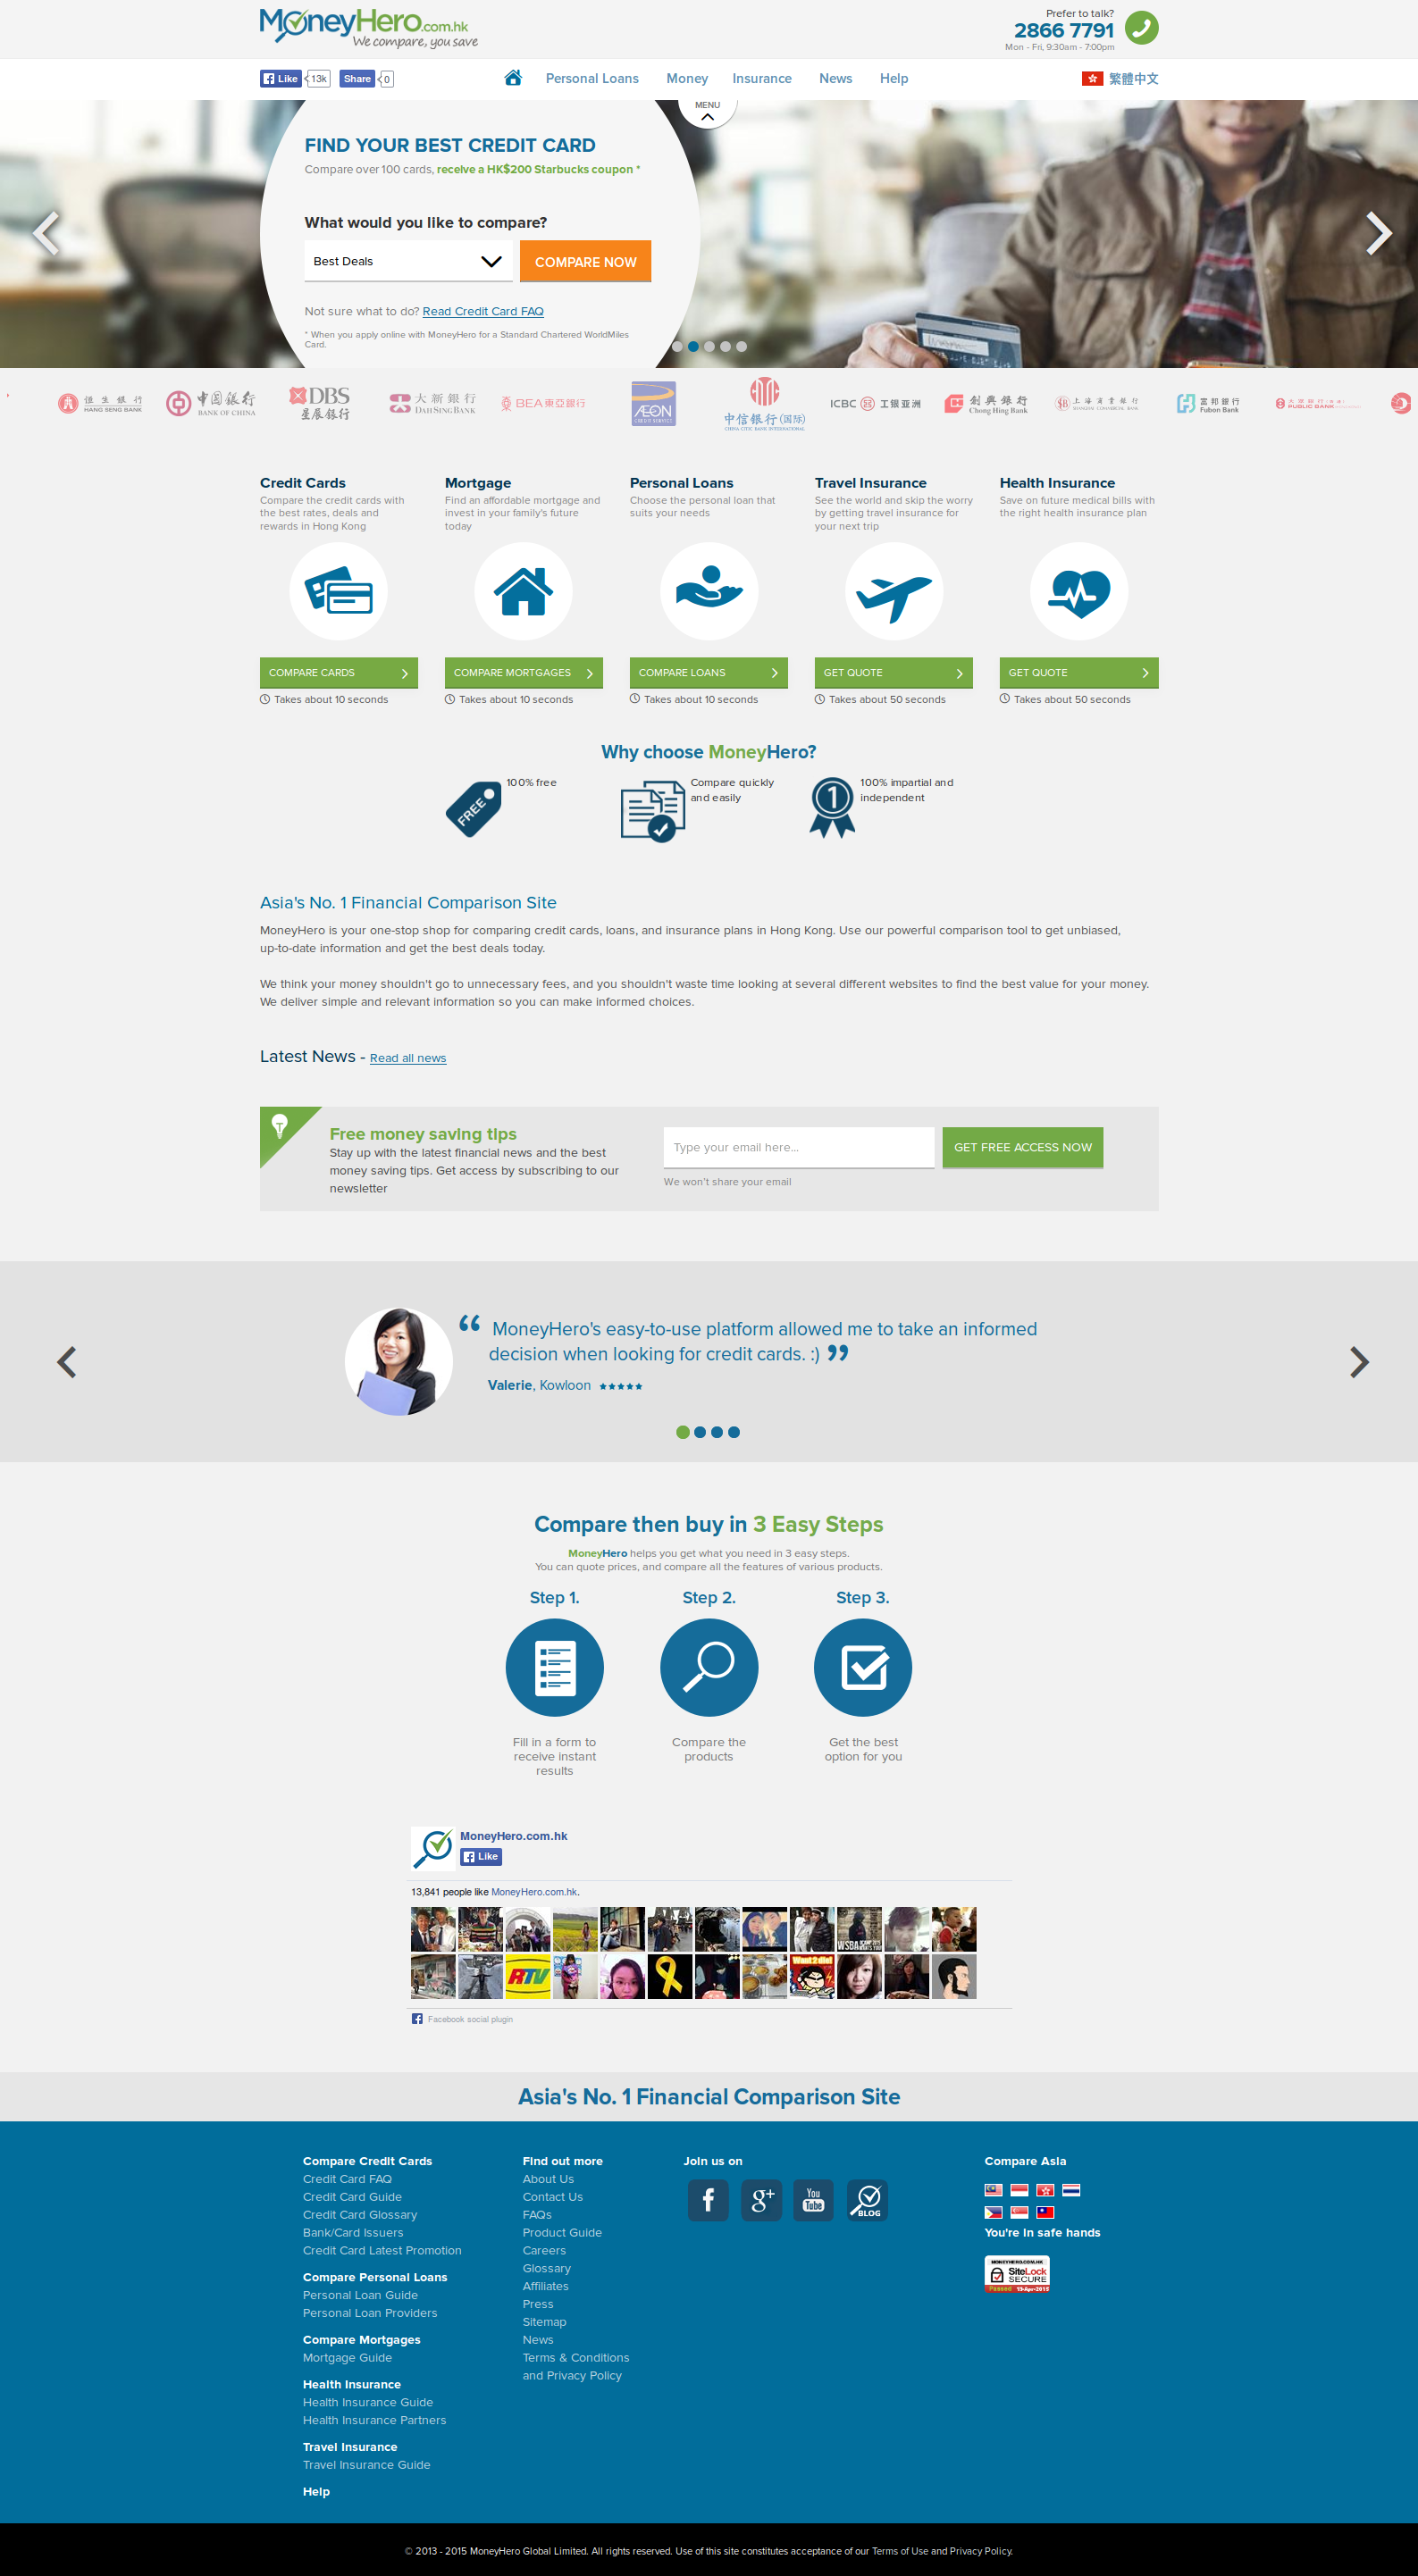 MoneyHero.com.hk
We compare, you save
Prefer to talk?
2866 7791
Mon - Fri, 9:30am - 7:00pm
Like 13k Share 0
Personal Loans Money Insurance News Help
繁體中文
MENU
FIND YOUR BEST CREDIT CARD
Compare over 100 cards, receive a HK$200 Starbucks coupon *
What would you like to compare?
Best Deals COMPARE NOW
Not sure what to do? Read Credit Card FAQ
* When you apply online with MoneyHero for a Standard Chartered WorldMiles
Card.
恒生銀行
HANG SENG BANK
中国银行
BANK OF CHINA
DBS
星展銀行
大新銀行
DAH SING BANK
BEA東亞銀行
ÆON
CREDIT SERVICE
中信银行(国际)
CHINA CITIC BANK INTERNATIONAL
ICBC 工银亚洲
創興銀行
Chong Hing Bank
上海商業銀行
SHANGHAI COMMERCIAL BANK
富邦銀行
Fubon Bank
PUBLIC BANK
Credit Cards
Compare the credit cards with
the best rates, deals and
rewards in Hong Kong
COMPARE CARDS
Takes about 10 seconds
Mortgage
Find an affordable mortgage and
invest in your family's future
today
COMPARE MORTGAGES
Takes about 10 seconds
Personal Loans
Choose the personal loan that
suits your needs
COMPARE LOANS
Takes about 10 seconds
Travel Insurance
See the world and skip the worry
by getting travel insurance for
your next trip
GET QUOTE
Takes about 50 seconds
Health Insurance
Save on future medical bills with
the right health insurance plan
GET QUOTE
Takes about 50 seconds
Why choose MoneyHero?
FREE
100% free
Compare quickly
and easily
1
100% impartial and
independent
Asia's No. 1 Financial Comparison Site
MoneyHero is your one-stop shop for comparing credit cards, loans, and insurance plans in Hong Kong. Use our powerful comparison tool to get unbiased,
up-to-date information and get the best deals today.
We think your money shouldn't go to unnecessary fees, and you shouldn't waste time looking at several different websites to find the best value for your money.
We deliver simple and relevant information so you can make informed choices.
Latest News - Read all news
Free money saving tips
Stay up with the latest financial news and the best
money saving tips. Get access by subscribing to our
newsletter
Type your email here...
GET FREE ACCESS NOW
We won't share your email
“ MoneyHero's easy-to-use platform allowed me to take an informed
decision when looking for credit cards. :) ”
Valerie, Kowloon ★★★★★
Compare then buy in 3 Easy Steps
MoneyHero helps you get what you need in 3 easy steps.
You can quote prices, and compare all the features of various products.
Step 1.
Fill in a form to
receive instant
results
Step 2.
Compare the
products
Step 3.
Get the best
option for you
MoneyHero.com.hk
Like
13,841 people like MoneyHero.com.hk.
WSBA
RTV
Want 2 die!
Facebook social plugin
Asia's No. 1 Financial Comparison Site
Compare Credit Cards
Credit Card FAQ
Credit Card Guide
Credit Card Glossary
Bank/Card Issuers
Credit Card Latest Promotion
Compare Personal Loans
Personal Loan Guide
Personal Loan Providers
Compare Mortgages
Mortgage Guide
Health Insurance
Health Insurance Guide
Health Insurance Partners
Travel Insurance
Travel Insurance Guide
Help
Find out more
About Us
Contact Us
FAQs
Product Guide
Careers
Glossary
Affiliates
Press
Sitemap
News
Terms & Conditions
and Privacy Policy
Join us on
f
g+
You
Tube
BLOG
Compare Asia
You're in safe hands
MONEYHERO.COM.HK
SiteLock
SECURE
Passed 13-Apr-2015
© 2013 - 2015 MoneyHero Global Limited. All rights reserved. Use of this site constitutes acceptance of our Terms of Use and Privacy Policy.